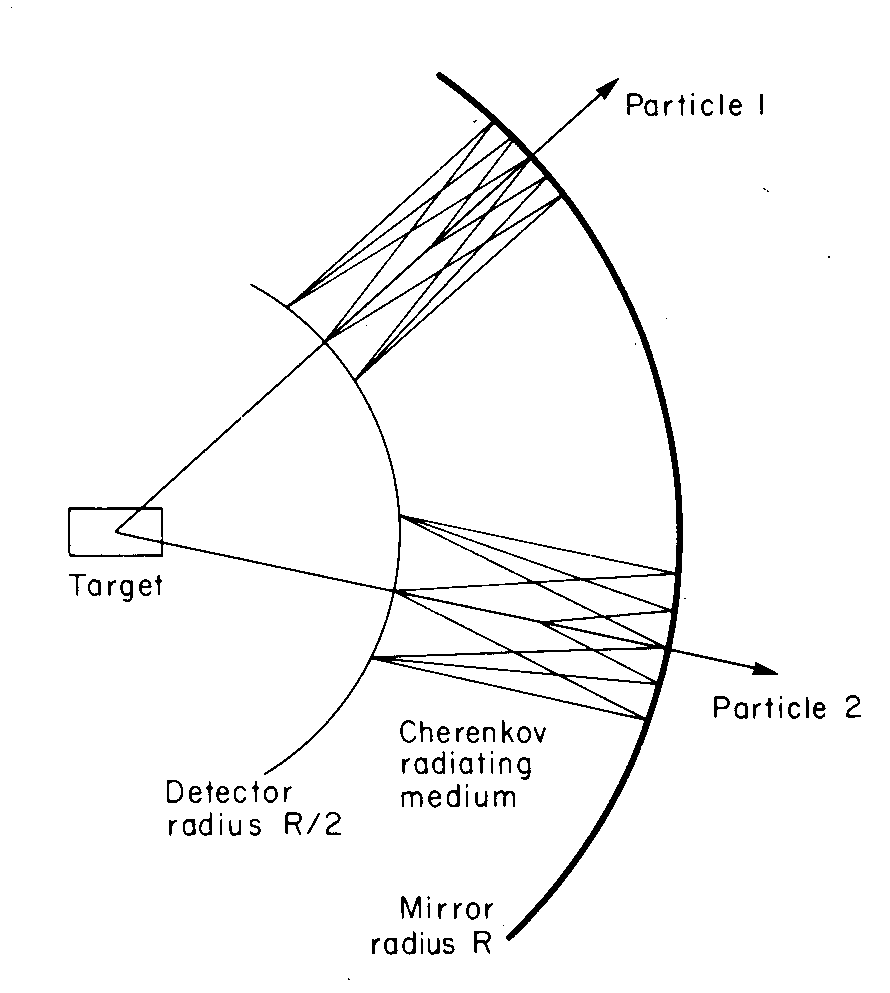 Particle 1
Target
Particle 2
Cherenkov
radiating
medium
Detector
radius R/2
Mirror
radius R